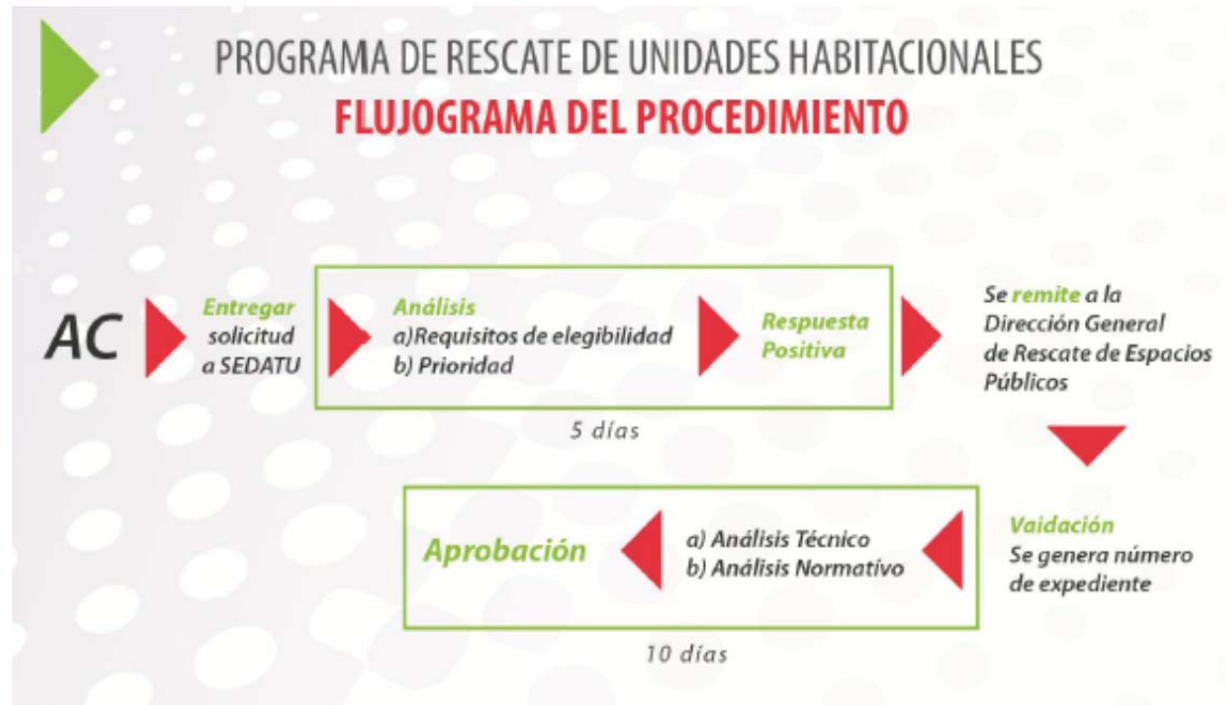 PROGRAMA DE RESCATE DE UNIDADES HABITACIONALES
FLUJOGRAMA DEL PROCEDIMIENTO
AC
Entregar
solicitud
a SEDATU
Análisis
a)Requisitos de elegibilidad
b) Prioridad
Respuesta
Positiva
5 días
Se remite a la
Dirección General
de Rescate de Espacios
Públicos
Vaidación
Se genera número
de expediente
a) Análisis Técnico
b) Análisis Normativo
Aprobación
10 días